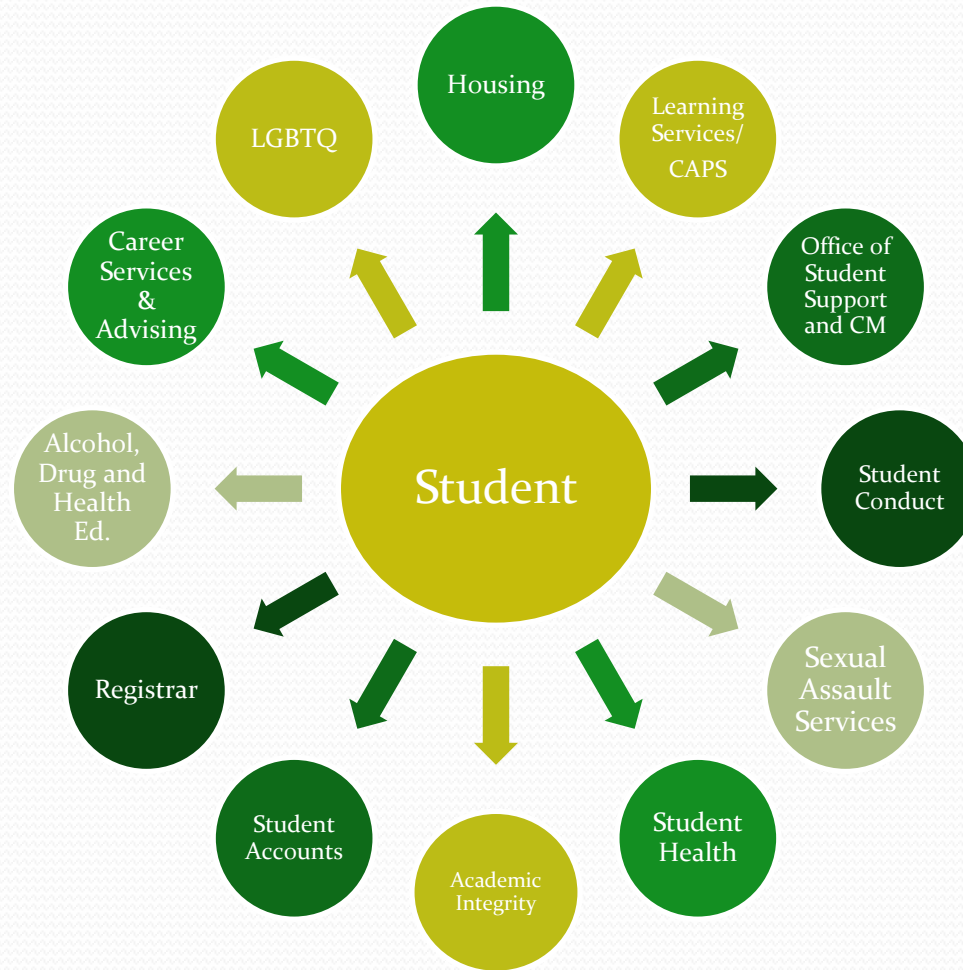 Housing
Learning
Services/
CAPS
Office of
Student
Support
and CM
Student
Conduct
Sexual
Assault
Services
Student
Health
Academic
Integrity
Student
Accounts
Registrar
Alcohol,
Drug and
Health
Ed.
Career
Services
&
Advising
LGBTQ
Student